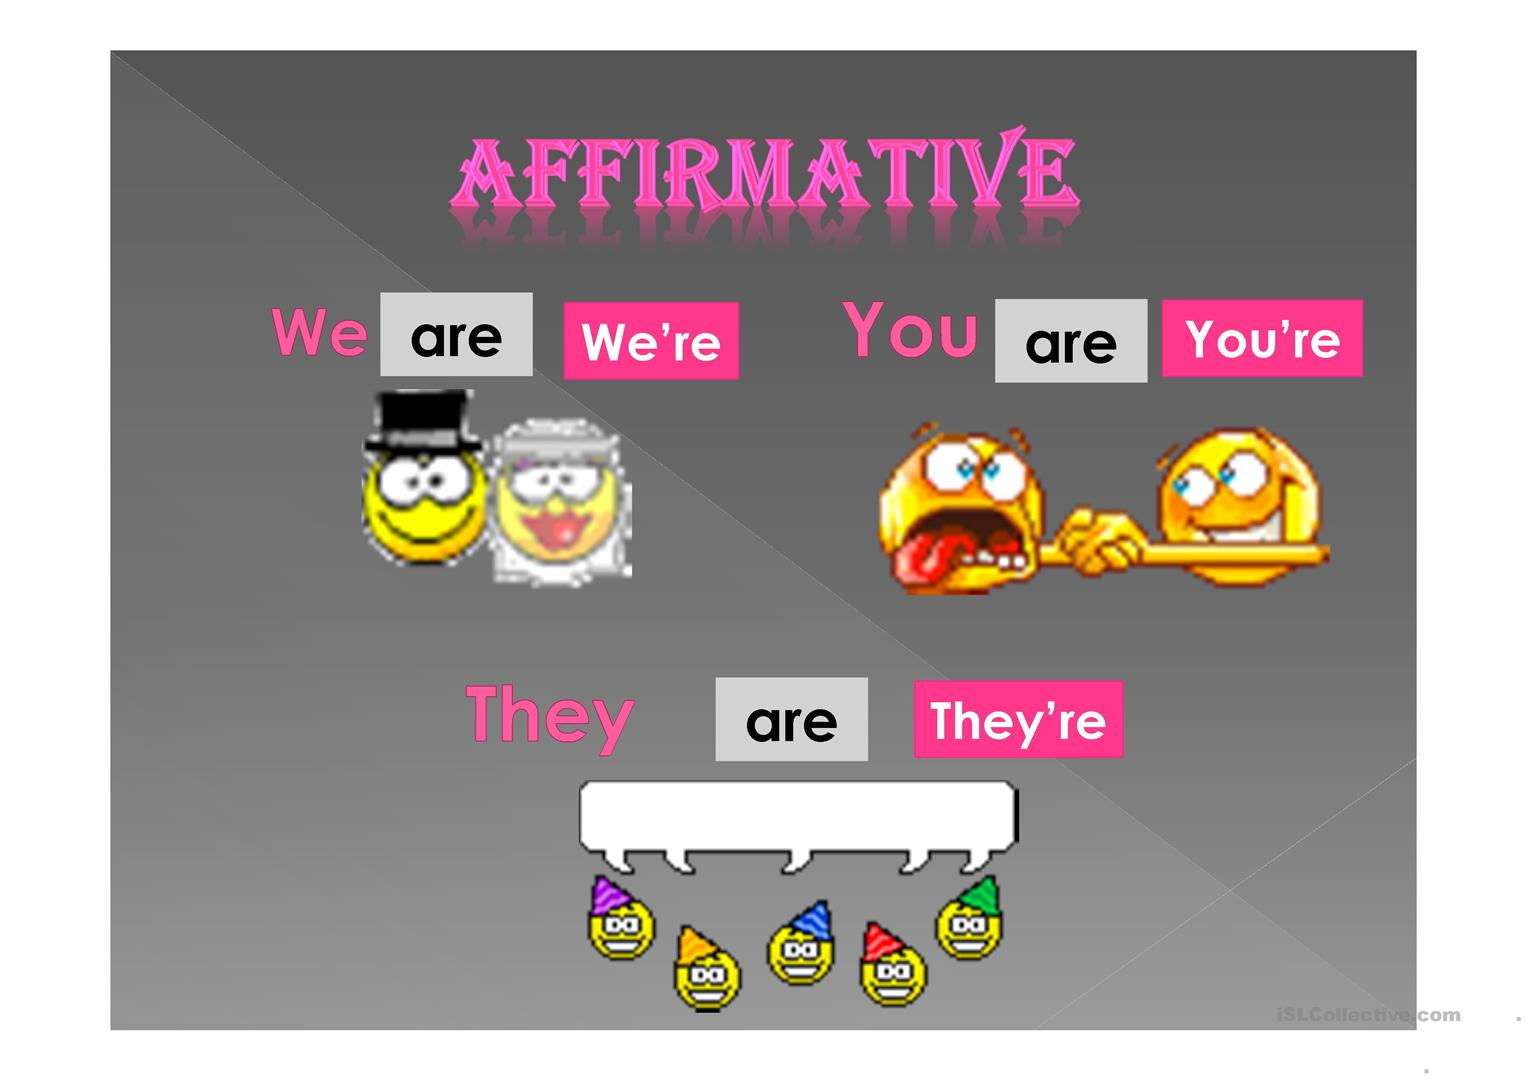 AFFIRMATIVE
We are We're You are You're
They are They're
iSLCollective.com